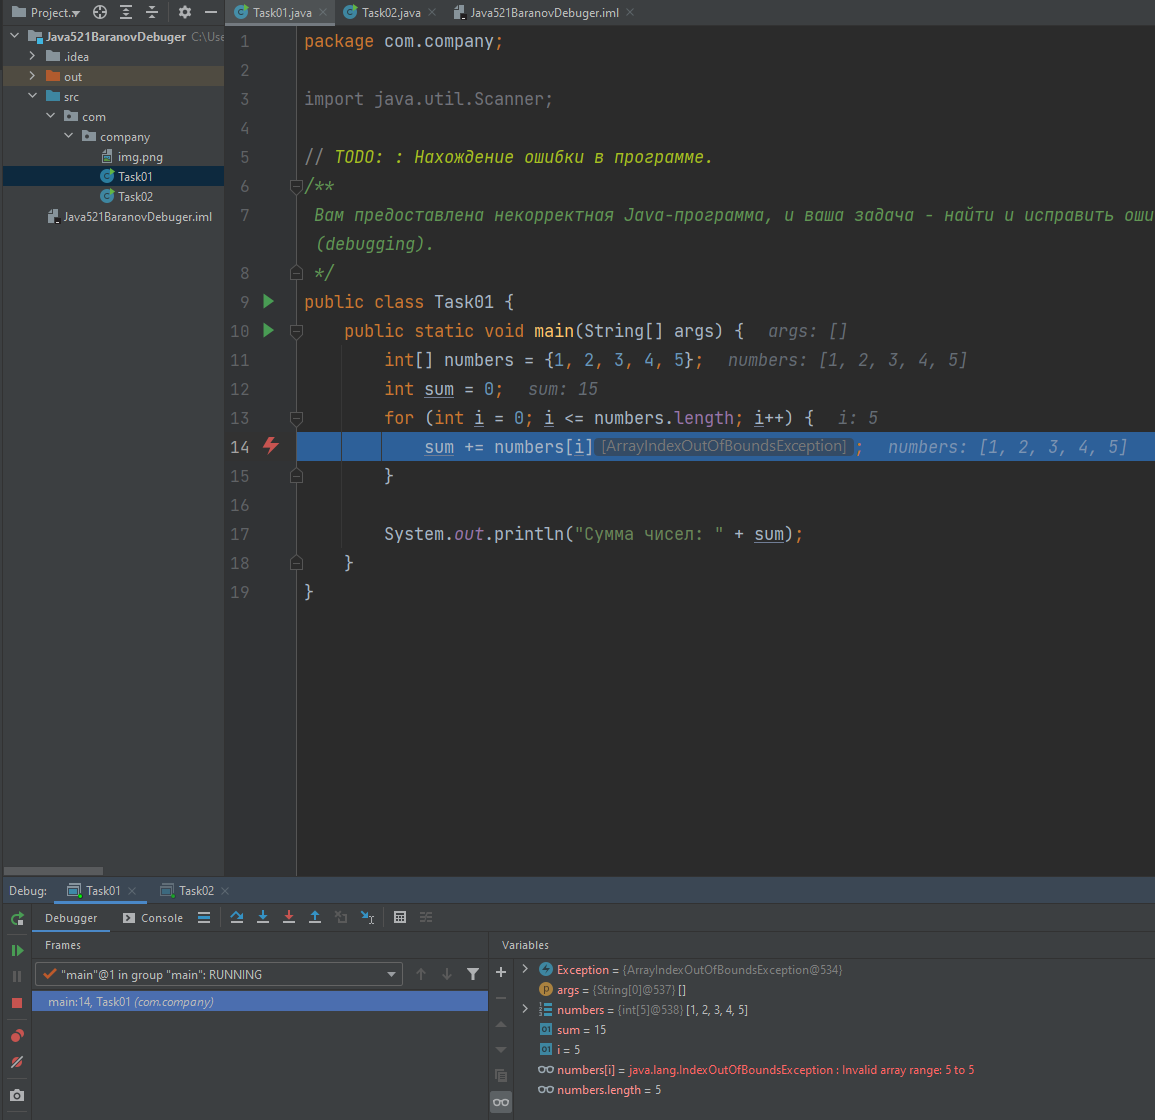 Project
Task01.java
Task02.java
Java521BaranovDebuger.iml
Java521BaranovDebuger C:\Use
.idea
out
src
com
company
img.png
Task01
Task02
Java521BaranovDebuger.iml
1 package com.company;
2
3 import java.util.Scanner;
4
5 // TODO: : Нахождение ошибки в программе.
6 /**
7 Вам предоставлена некорректная Java-программа, и ваша задача - найти и исправить оши
(debugging).
8 */
9 public class Task01 {
10 public static void main(String[] args) { args: []
11 int[] numbers = {1, 2, 3, 4, 5}; numbers: [1, 2, 3, 4, 5]
12 int sum = 0; sum: 15
13 for (int i = 0; i <= numbers.length; i++) { i: 5
14 sum += numbers[i] [ArrayIndexOutOfBoundsException] ; numbers: [1, 2, 3, 4, 5]
15 }
16
17 System.out.println("Сумма чисел: " + sum);
18 }
19 }
Debug: Task01 Task02
Debugger Console
Frames
"main"@1 in group "main": RUNNING
main:14, Task01 (com.company)
Variables
Exception = {ArrayIndexOutOfBoundsException@534}
args = {String[0]@537} []
numbers = {int[5]@538} [1, 2, 3, 4, 5]
sum = 15
i = 5
numbers[i] = java.lang.IndexOutOfBoundsException : Invalid array range: 5 to 5
numbers.length = 5